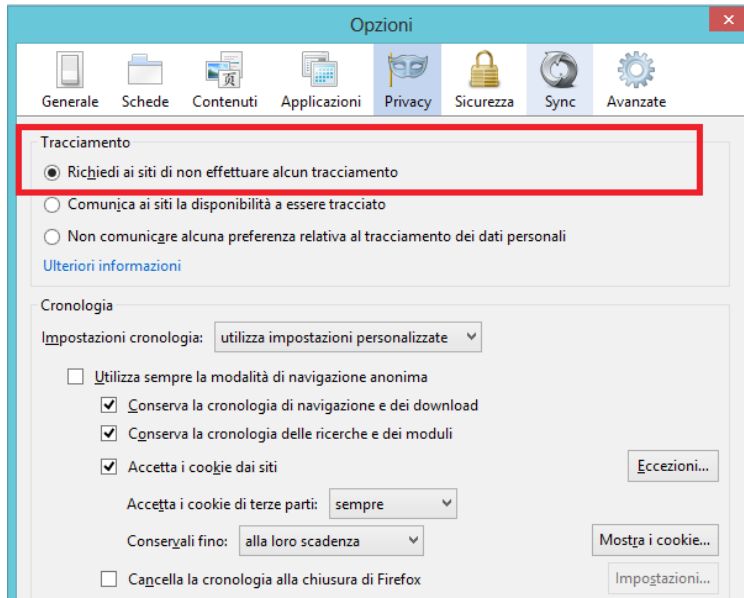 Opzioni
Generale Schede Contenuti Applicazioni Privacy Sicurezza Sync Avanzate
Tracciamento
Richiedi ai siti di non effettuare alcun tracciamento
Comunica ai siti la disponibilità a essere tracciato
Non comunicare alcuna preferenza relativa al tracciamento dei dati personali
Ulteriori informazioni
Cronologia
Impostazioni cronologia: utilizza impostazioni personalizzate
Utilizza sempre la modalità di navigazione anonima
Conserva la cronologia di navigazione e dei download
Conserva la cronologia delle ricerche e dei moduli
Accetta i cookie dai siti Eccezioni...
Accetta i cookie di terze parti: sempre
Conservali fino: alla loro scadenza Mostra i cookie...
Cancella la cronologia alla chiusura di Firefox Impostazioni...